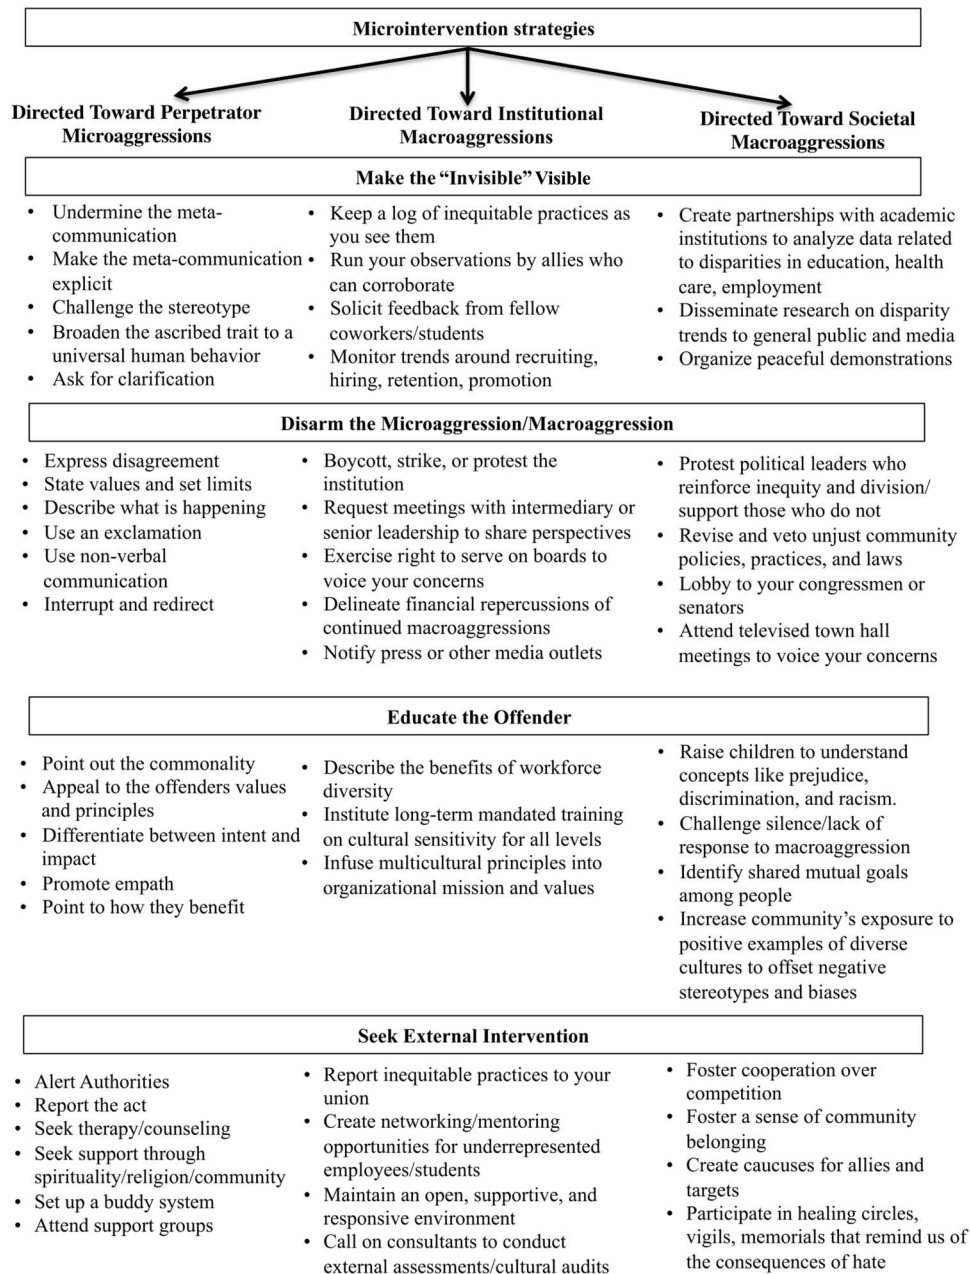 Microintervention strategies
Directed Toward Perpetrator
Microaggressions
Directed Toward Institutional
Macroaggressions
Directed Toward Societal
Macroaggressions
Make the “Invisible” Visible
• Undermine the meta-
communication
• Make the meta-communication
explicit
• Challenge the stereotype
• Broaden the ascribed trait to a
universal human behavior
• Ask for clarification
• Keep a log of inequitable practices as
you see them
• Run your observations by allies who
can corroborate
• Solicit feedback from fellow
coworkers/students
• Monitor trends around recruiting,
hiring, retention, promotion
• Create partnerships with academic
institutions to analyze data related
to disparities in education, health
care, employment
• Disseminate research on disparity
trends to general public and media
• Organize peaceful demonstrations
Disarm the Microaggression/Macroaggression
• Express disagreement
• State values and set limits
• Describe what is happening
• Use an exclamation
• Use non-verbal
communication
• Interrupt and redirect
• Boycott, strike, or protest the
institution
• Request meetings with intermediary or
senior leadership to share perspectives
• Exercise right to serve on boards to
voice your concerns
• Delineate financial repercussions of
continued macroaggressions
• Notify press or other media outlets
• Protest political leaders who
reinforce inequity and division/
support those who do not
• Revise and veto unjust community
policies, practices, and laws
• Lobby to your congressmen or
senators
• Attend televised town hall
meetings to voice your concerns
Educate the Offender
• Point out the commonality
• Appeal to the offenders values
and principles
• Differentiate between intent and
impact
• Promote empath
• Point to how they benefit
• Describe the benefits of workforce
diversity
• Institute long-term mandated training
on cultural sensitivity for all levels
• Infuse multicultural principles into
organizational mission and values
• Raise children to understand
concepts like prejudice,
discrimination, and racism.
• Challenge silence/lack of
response to macroaggression
• Identify shared mutual goals
among people
• Increase community’s exposure to
positive examples of diverse
cultures to offset negative
stereotypes and biases
Seek External Intervention
• Alert Authorities
• Report the act
• Seek therapy/counseling
• Seek support through
spirituality/religion/community
• Set up a buddy system
• Attend support groups
• Report inequitable practices to your
union
• Create networking/mentoring
opportunities for underrepresented
employees/students
• Maintain an open, supportive, and
responsive environment
• Call on consultants to conduct
external assessments/cultural audits
• Foster cooperation over
competition
• Foster a sense of community
belonging
• Create caucuses for allies and
targets
• Participate in healing circles,
vigils, memorials that remind us of
the consequences of hate